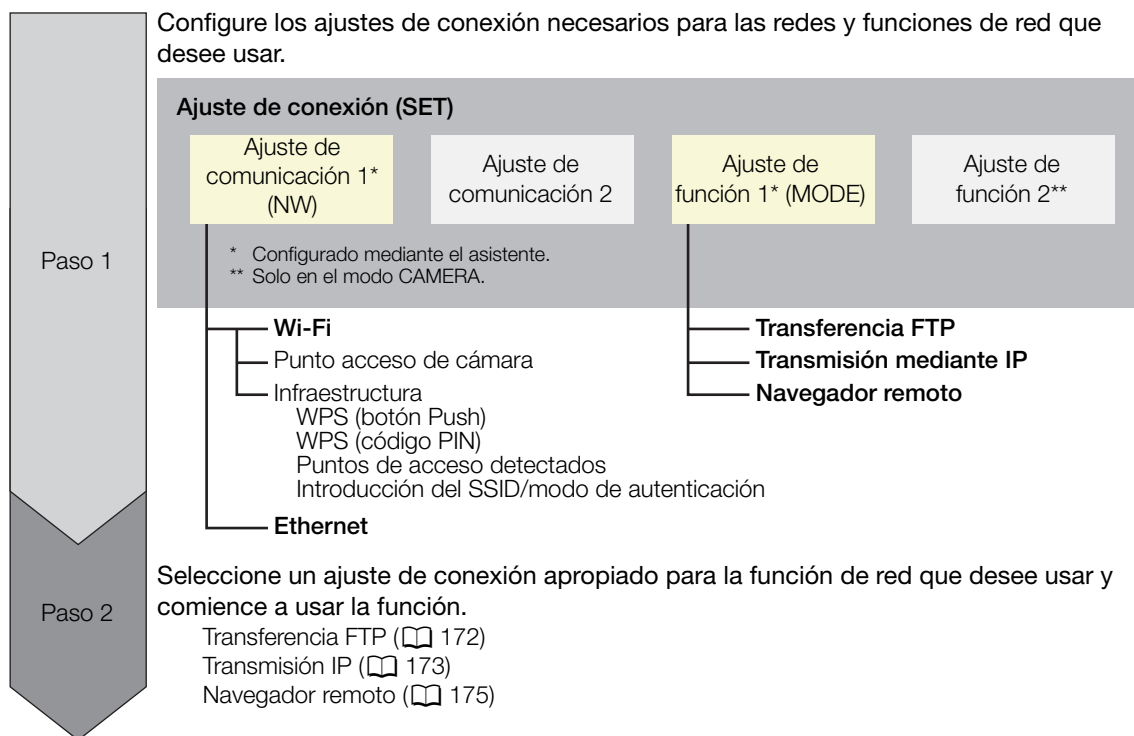 Configure los ajustes de conexión necesarios para las redes y funciones de red que
desee usar.
Paso 1
Ajuste de conexión (SET)
Ajuste de
comunicación 1*
(NW)
Ajuste de
comunicación 2
Ajuste de
función 1* (MODE)
Ajuste de
función 2**
* Configurado mediante el asistente.
** Solo en el modo CAMERA.
Wi-Fi
Punto acceso de cámara
Infraestructura
WPS (botón Push)
WPS (código PIN)
Puntos de acceso detectados
Introducción del SSID/modo de autenticación
Ethernet
Transferencia FTP
Transmisión mediante IP
Navegador remoto
Paso 2
Seleccione un ajuste de conexión apropiado para la función de red que desee usar y
comience a usar la función.
Transferencia FTP (📖 172)
Transmisión IP (📖 173)
Navegador remoto (📖 175)